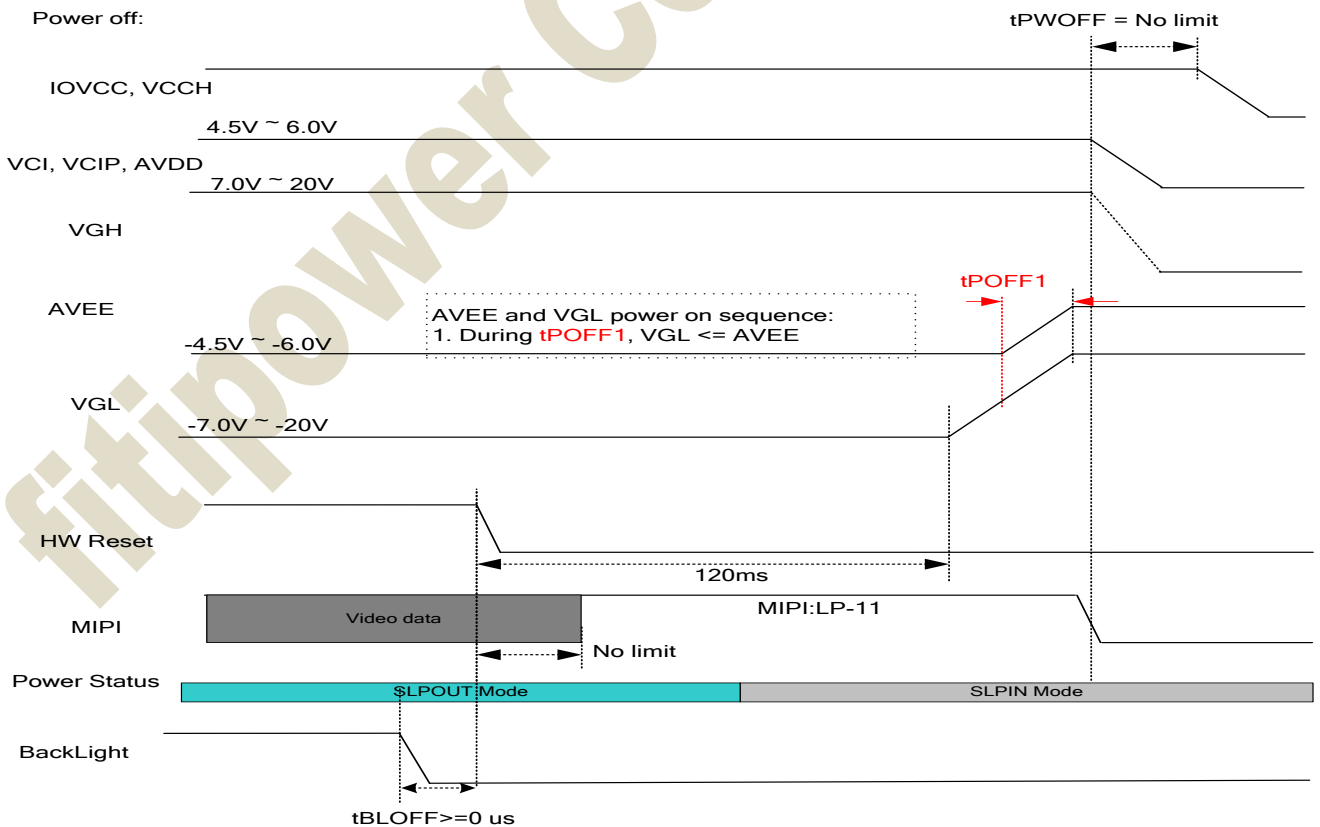 Power off:
tPWOFF = No limit
IOVCC, VCCH
4.5V ~ 6.0V
VCI, VCIP, AVDD
7.0V ~ 20V
VGH
tPOFF1
AVEE
AVEE and VGL power on sequence:
1. During tPOFF1, VGL <= AVEE
-4.5V ~ -6.0V
VGL
-7.0V ~ -20V
HW Reset
120ms
MIPI:LP-11
Video data
MIPI
No limit
Power Status
SLPOUT Mode
SLPIN Mode
BackLight
tBLOFF>=0 us
fitipower Co